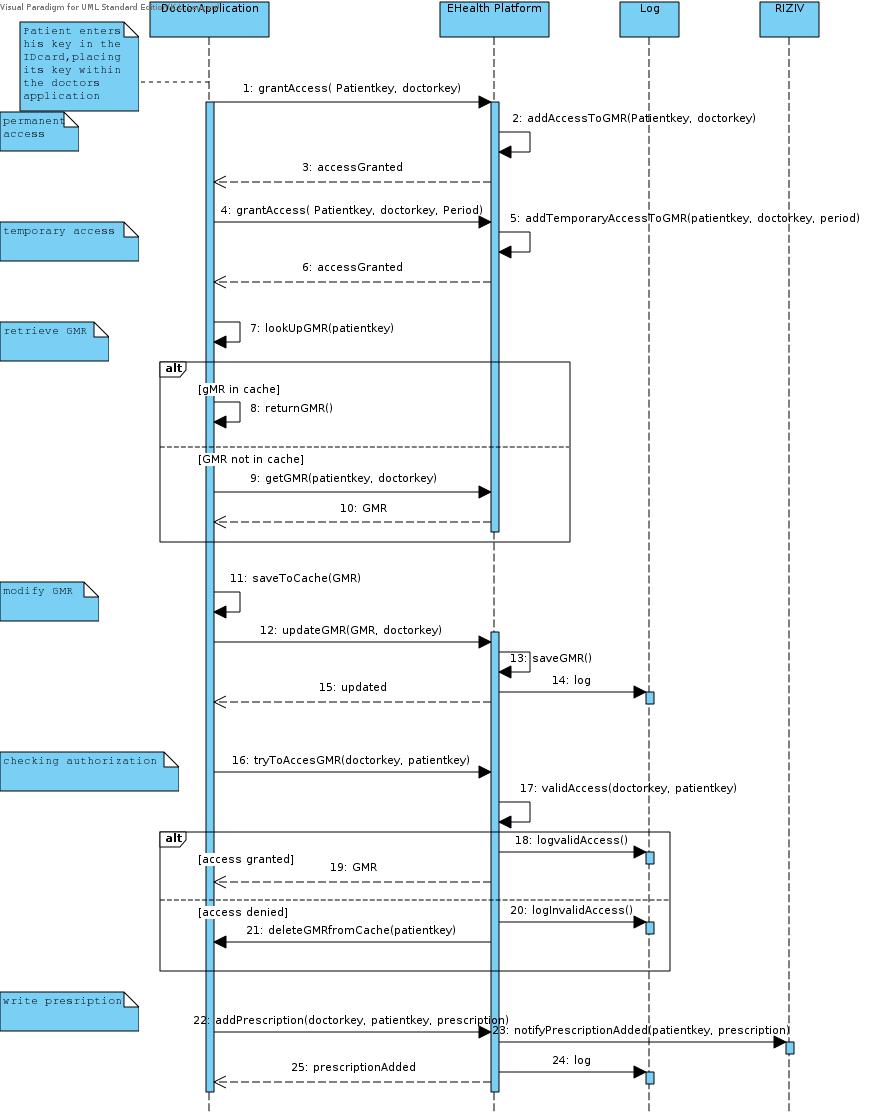 Visual Paradigm for UML Standard Edition
Doctors Application
EHealth Platform
Log
RIZIV
Patient enters
his key in the
IDcard,placing
its key within
the doctors
application
1: grantAccess( Patientkey, doctorkey)
permanent
access
2: addAccessToGMR(Patientkey, doctorkey)
3: accessGranted
4: grantAccess( Patientkey, doctorkey, Period)
5: addTemporaryAccessToGMR(patientkey, doctorkey, period)
temporary access
6: accessGranted
retrieve GMR
7: lookUpGMR(patientkey)
alt
[gMR in cache]
8: returnGMR()
[GMR not in cache]
9: getGMR(patientkey, doctorkey)
10: GMR
11: saveToCache(GMR)
modify GMR
12: updateGMR(GMR, doctorkey)
13: saveGMR()
14: log
15: updated
checking authorization
16: tryToAccesGMR(doctorkey, patientkey)
17: validAccess(doctorkey, patientkey)
alt
18: logvalidAccess()
[access granted]
19: GMR
[access denied]
20: logInvalidAccess()
21: deleteGMRfromCache(patientkey)
write presription
22: addPrescription(doctorkey, patientkey, prescription)
23: notifyPrescriptionAdded(patientkey, prescription)
24: log
25: prescriptionAdded